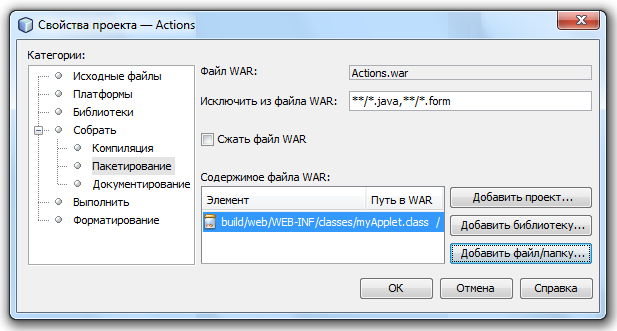 Свойства проекта — Actions
Категории:
Исходные файлы
Платформы
Библиотеки
Собрать
Компиляция
Пакетирование
Документирование
Выполнить
Форматирование
Файл WAR:
Actions.war
Исключить из файла WAR:
**/*.java,**/*.form
Сжать файл WAR
Содержимое файла WAR:
Элемент Путь в WAR
build/web/WEB-INF/classes/myApplet.class /
Добавить проект...
Добавить библиотеку...
Добавить файл/папку...
OK Отмена Справка